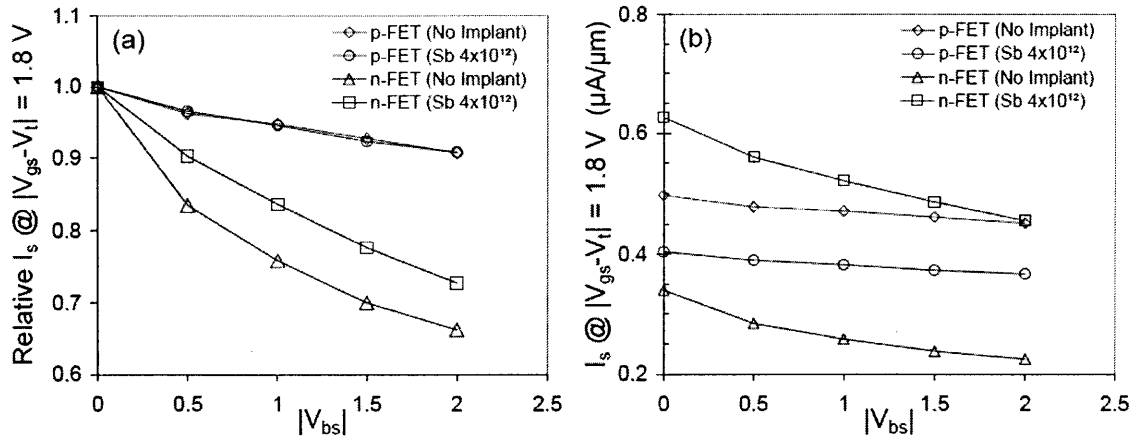 (a)
p-FET (No Implant)
p-FET (Sb 4x10¹²)
n-FET (No Implant)
n-FET (Sb 4x10¹²)
Relative Iₛ @ |V_gs-V_t| = 1.8 V
1.1
1.0
0.9
0.8
0.7
0.6
0
0.5
1
1.5
2
2.5
|V_bs|
(b)
p-FET (No Implant)
p-FET (Sb 4x10¹²)
n-FET (No Implant)
n-FET (Sb 4x10¹²)
Iₛ @ |V_gs-V_t| = 1.8 V (µA/µm)
0.8
0.6
0.4
0.2
0
0.5
1
1.5
2
2.5
|V_bs|